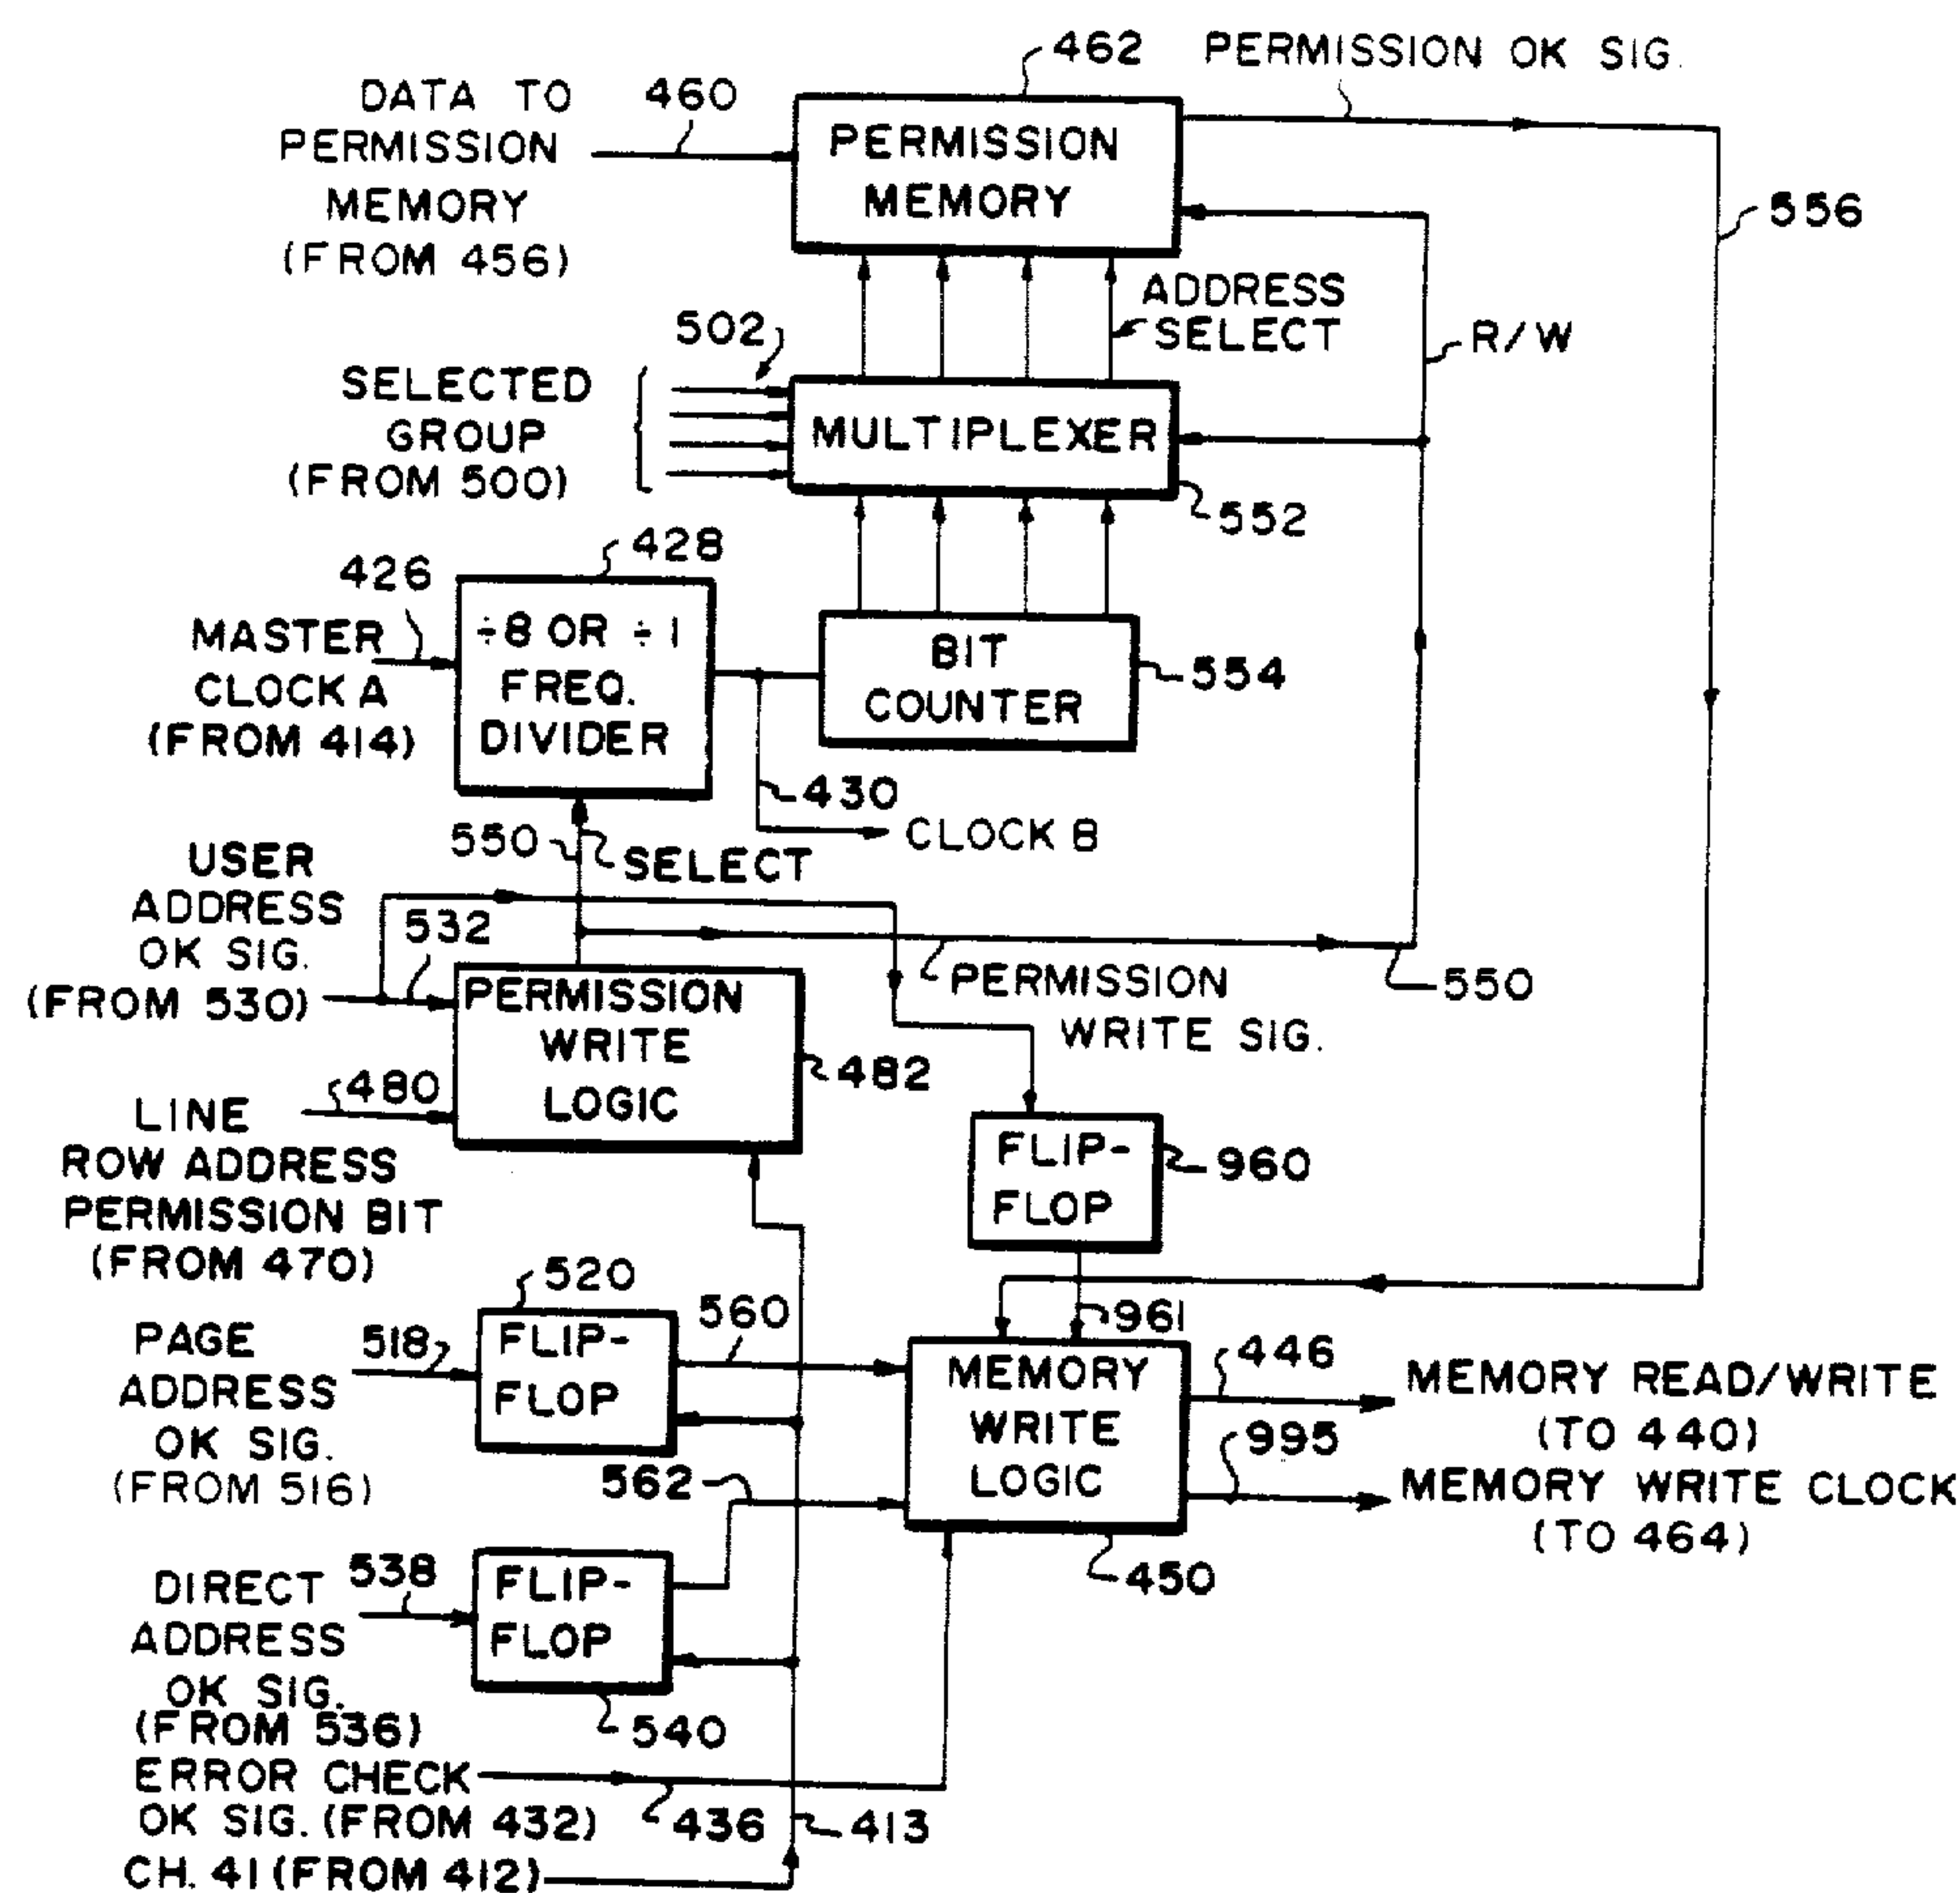 462
PERMISSION OK SIG.
DATA TO
PERMISSION
MEMORY
(FROM 456)
460
PERMISSION
MEMORY
556
ADDRESS
SELECT
R/W
502
SELECTED
GROUP
(FROM 500)
MULTIPLEXER
552
428
426
MASTER
CLOCK A
(FROM 414)
÷8 OR ÷1
FREQ.
DIVIDER
BIT
COUNTER
554
430
CLOCK B
550
SELECT
USER
ADDRESS
OK SIG.
(FROM 530)
532
PERMISSION
WRITE
LOGIC
482
PERMISSION
WRITE SIG.
550
480
LINE
ROW ADDRESS
PERMISSION BIT
(FROM 470)
FLIP-
FLOP
960
961
520
PAGE
ADDRESS
OK SIG.
(FROM 516)
518
FLIP-
FLOP
560
562
MEMORY
WRITE
LOGIC
450
446
MEMORY READ/WRITE
(TO 440)
995
MEMORY WRITE CLOCK
(TO 464)
DIRECT
ADDRESS
OK SIG.
(FROM 536)
538
FLIP-
FLOP
540
ERROR CHECK
OK SIG. (FROM 432)
436
413
CH. 41 (FROM 412)